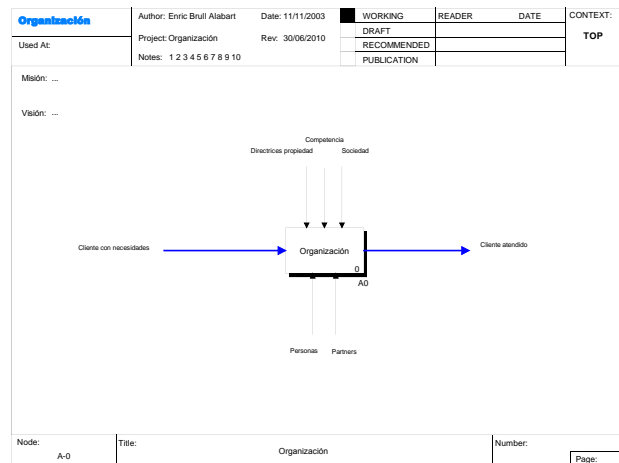 Organización
Used At:
Author: Enric Brull Alabart
Date: 11/11/2003
Project: Organización
Rev: 30/06/2010
Notes: 1 2 3 4 5 6 7 8 9 10
WORKING
DRAFT
RECOMMENDED
PUBLICATION
READER
DATE
CONTEXT:
TOP
Misión: ...
Visión: ...
Competencia
Directrices propiedad
Sociedad
Cliente con necesidades
Organización
Cliente atendido
0
A0
Personas
Partners
Node:
A-0
Title:
Organización
Number:
Page: